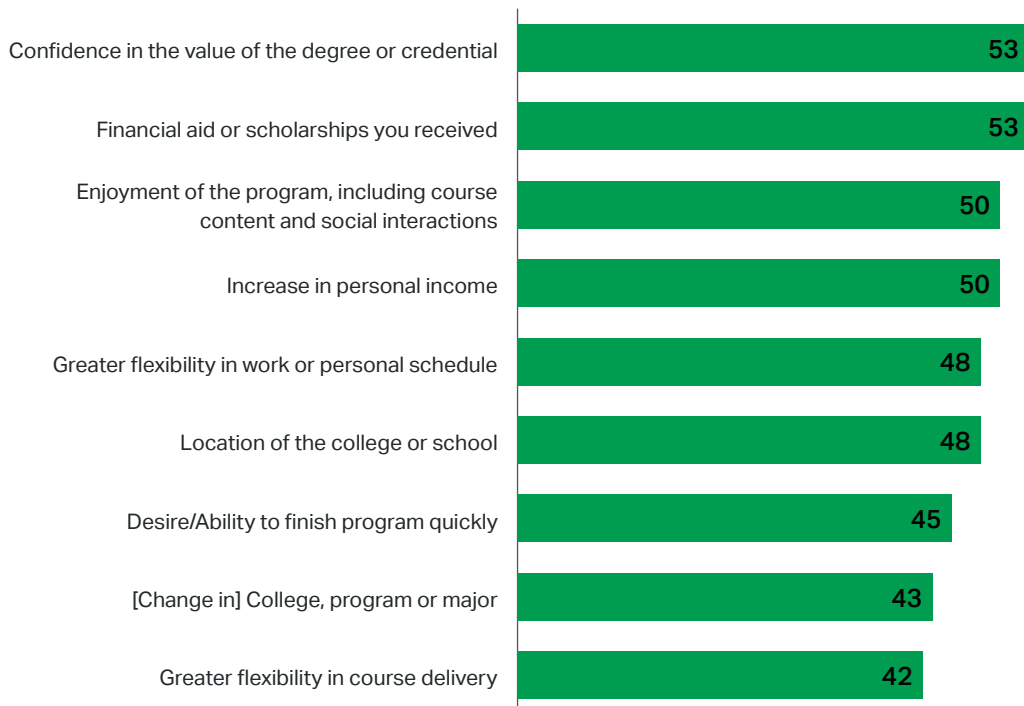 Confidence in the value of the degree or credential 53
Financial aid or scholarships you received 53
Enjoyment of the program, including course
content and social interactions 50
Increase in personal income 50
Greater flexibility in work or personal schedule 48
Location of the college or school 48
Desire/Ability to finish program quickly 45
[Change in] College, program or major 43
Greater flexibility in course delivery 42